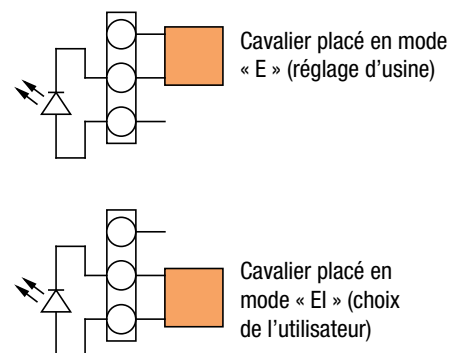 Cavalier placé en mode
« E » (réglage d’usine)
Cavalier placé en
mode « EI » (choix
de l’utilisateur)